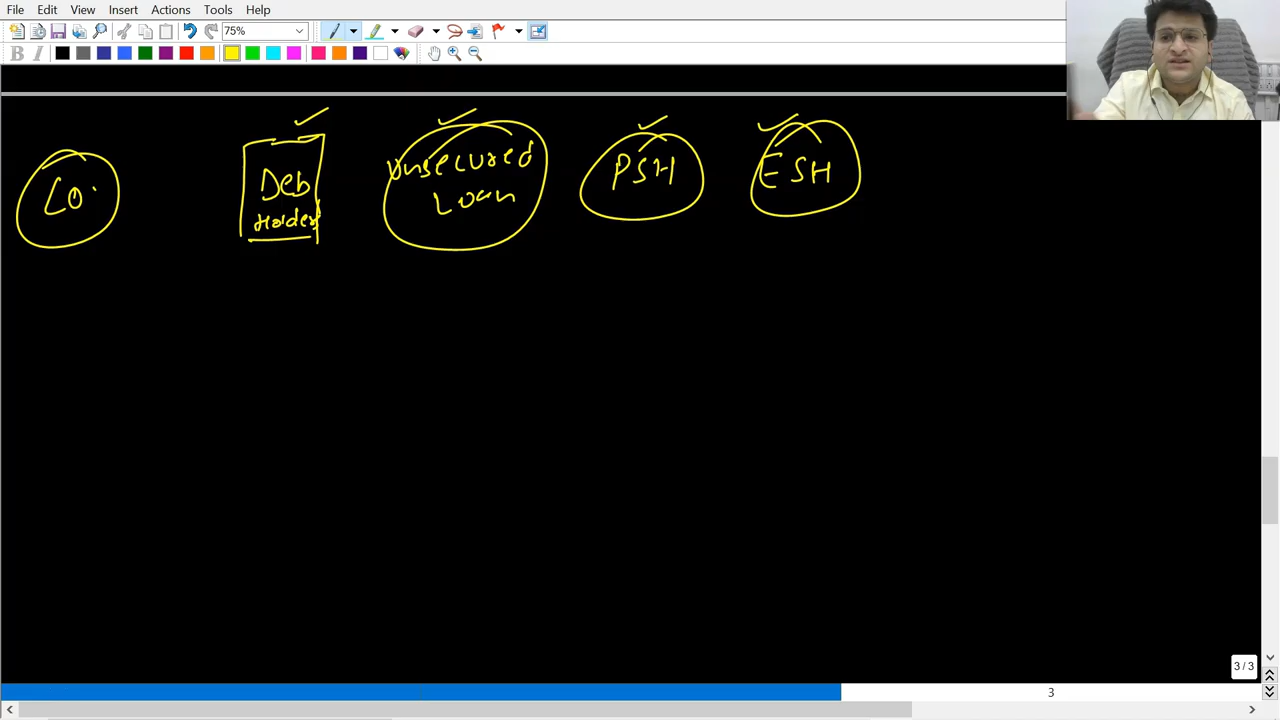 File Edit View Insert Actions Tools Help
75%
B I
Co.
Deb
Holder
Unsecured
Loan
PSH
ESH
3 / 3
3